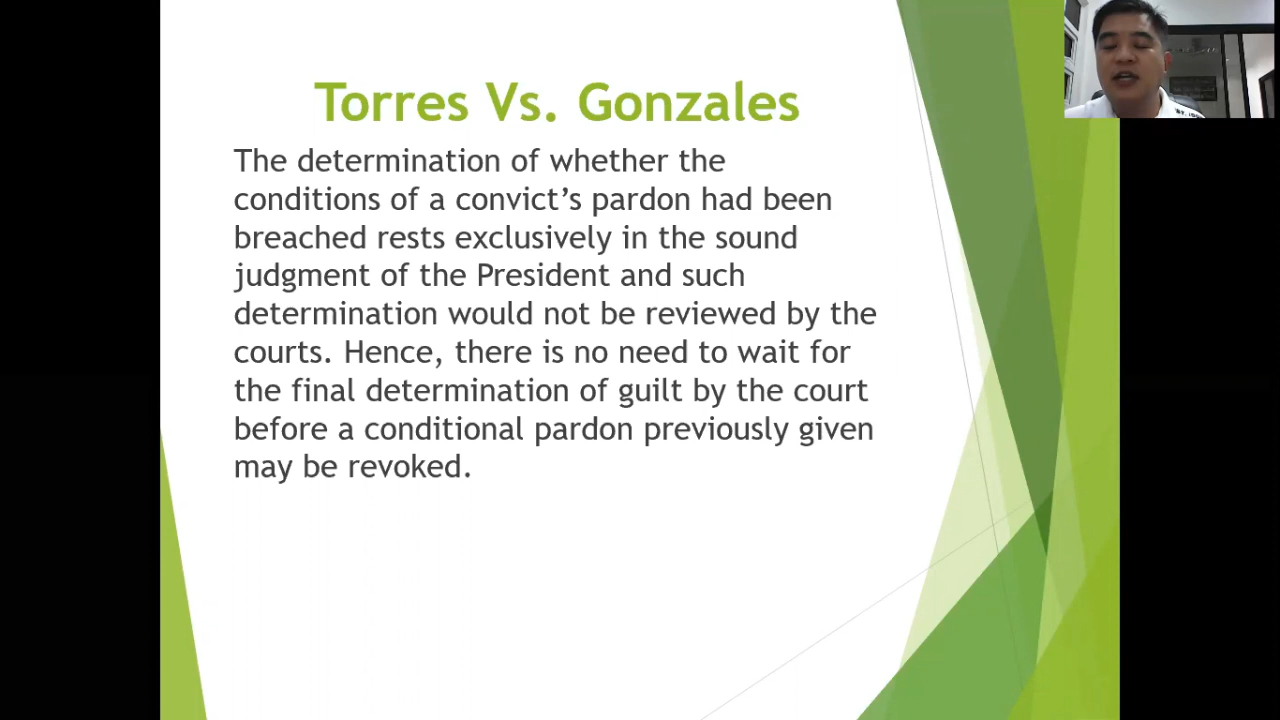 Torres Vs. Gonzales
The determination of whether the
conditions of a convict’s pardon had been
breached rests exclusively in the sound
judgment of the President and such
determination would not be reviewed by the
courts. Hence, there is no need to wait for
the final determination of guilt by the court
before a conditional pardon previously given
may be revoked.